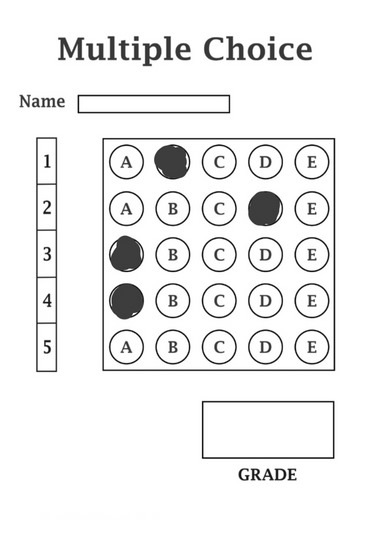 Multiple Choice
Name
1 A C D E
2 A B C E
3 B C D E
4 B C D E
5 A B C D E
GRADE